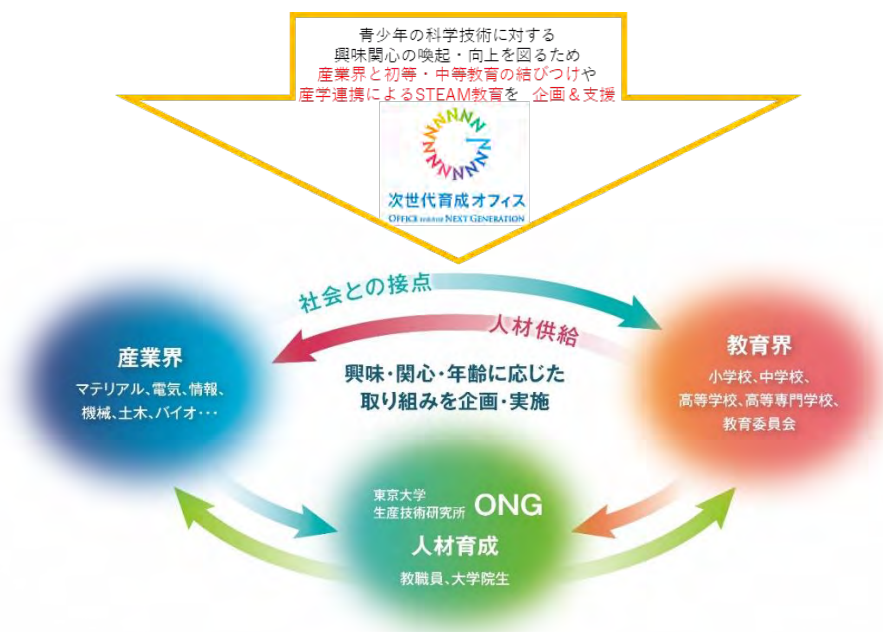 青少年の科学技術に対する
興味関心の喚起・向上を図るため
産業界と初等・中等教育の結びつけや
産学連携によるSTEAM教育を 企画＆支援
次世代育成オフィス
OFFICE FOR THE NEXT GENERATION
社会との接点
人材供給
産業界
マテリアル、電気、情報、
機械、土木、バイオ・・・
興味・関心・年齢に応じた
取り組みを企画・実施
教育界
小学校、中学校、
高等学校、高等専門学校、
教育委員会
東京大学
生産技術研究所 ONG
人材育成
教職員、大学院生